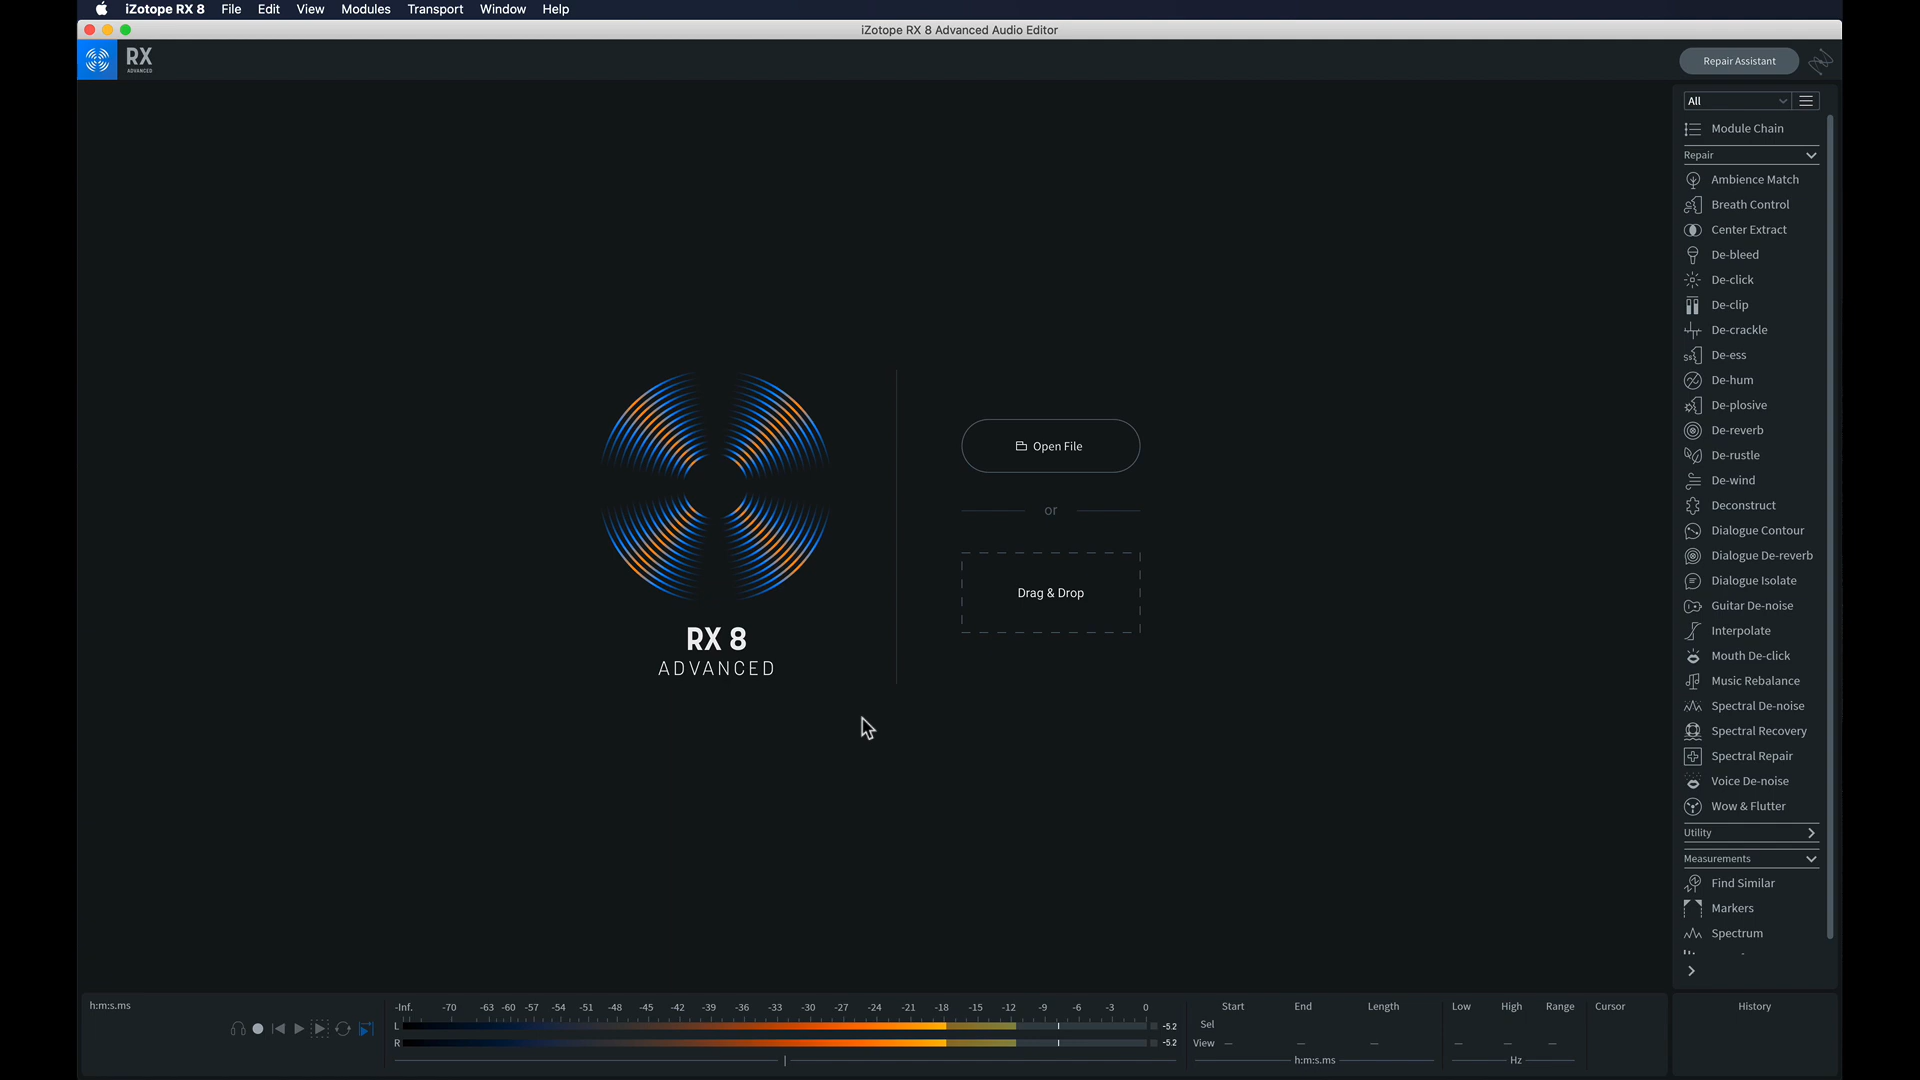 iZotope RX 8 File Edit View Modules Transport Window Help
iZotope RX 8 Advanced Audio Editor
RX
ADVANCED
Repair Assistant
All
Module Chain
Repair
Ambience Match
Breath Control
Center Extract
De-bleed
De-click
De-clip
De-crackle
De-ess
De-hum
De-plosive
De-reverb
De-rustle
De-wind
Deconstruct
Dialogue Contour
Dialogue De-reverb
Dialogue Isolate
Guitar De-noise
Interpolate
Mouth De-click
Music Rebalance
Spectral De-noise
Spectral Recovery
Spectral Repair
Voice De-noise
Wow & Flutter
Utility
Measurements
Find Similar
Markers
Spectrum
Open File
or
Drag & Drop
RX 8
ADVANCED
h:m:s.ms
-Inf. -70 -63 -60 -57 -54 -51 -48 -45 -42 -39 -36 -33 -30 -27 -24 -21 -18 -15 -12 -9 -6 -3 0
L -5.2
R -5.2
Start End Length Low High Range Cursor
Sel
View — — — — — —
h:m:s.ms Hz
History